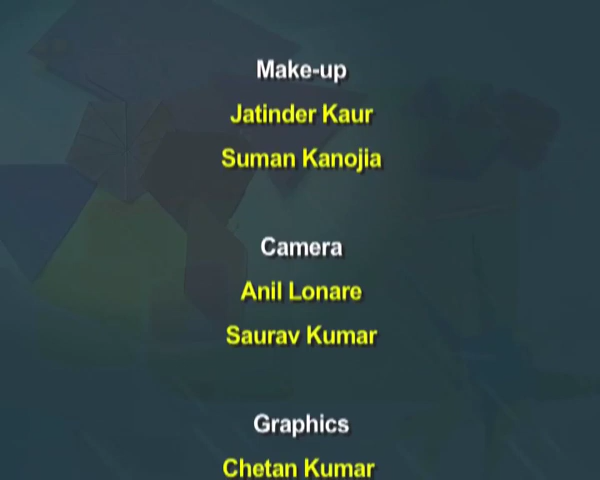 Make-up
Jatinder Kaur
Suman Kanojia
Camera
Anil Lonare
Saurav Kumar
Graphics
Chetan Kumar